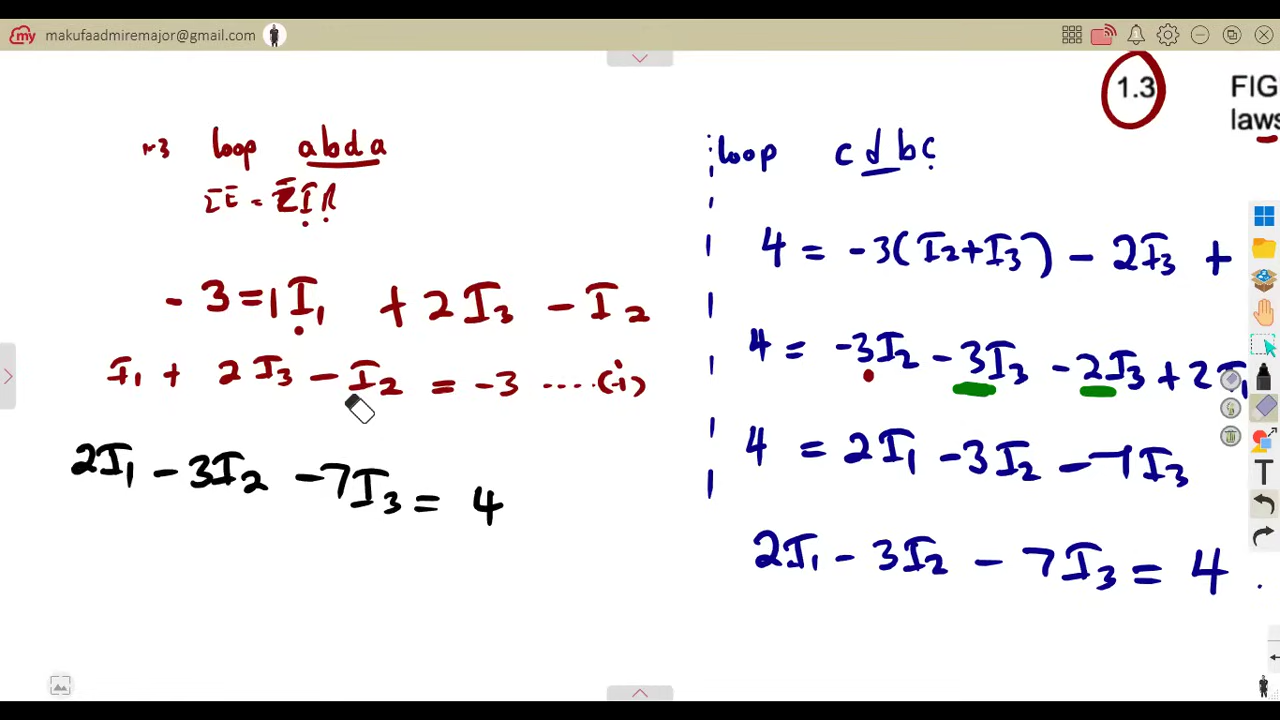 my makufaadmiremajor@gmail.com
1.3 FIG
laws
loop abda
ΣE = ΣIR
- 3 = 1I₁ + 2I₃ - I₂
I₁ + 2I₃ - I₂ = -3 ....(i)
2I₁ - 3I₂ - 7I₃ = 4
loop cdbc
4 = -3(I₂+I₃) - 2I₃ +
4 = -3I₂ - 3I₃ - 2I₃ + 2I₁
4 = 2I₁ - 3I₂ - 7I₃
2I₁ - 3I₂ - 7I₃ = 4 .
T